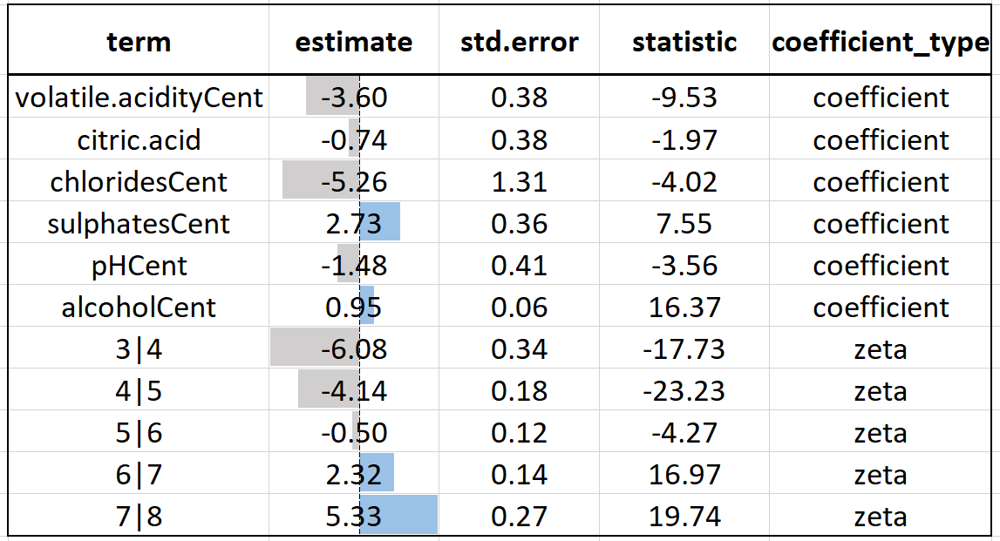 term estimate std.error statistic coefficient_type
volatile.acidityCent -3.60 0.38 -9.53 coefficient
citric.acid -0.74 0.38 -1.97 coefficient
chloridesCent -5.26 1.31 -4.02 coefficient
sulphatesCent 2.73 0.36 7.55 coefficient
pHCent -1.48 0.41 -3.56 coefficient
alcoholCent 0.95 0.06 16.37 coefficient
3|4 -6.08 0.34 -17.73 zeta
4|5 -4.14 0.18 -23.23 zeta
5|6 -0.50 0.12 -4.27 zeta
6|7 2.32 0.14 16.97 zeta
7|8 5.33 0.27 19.74 zeta